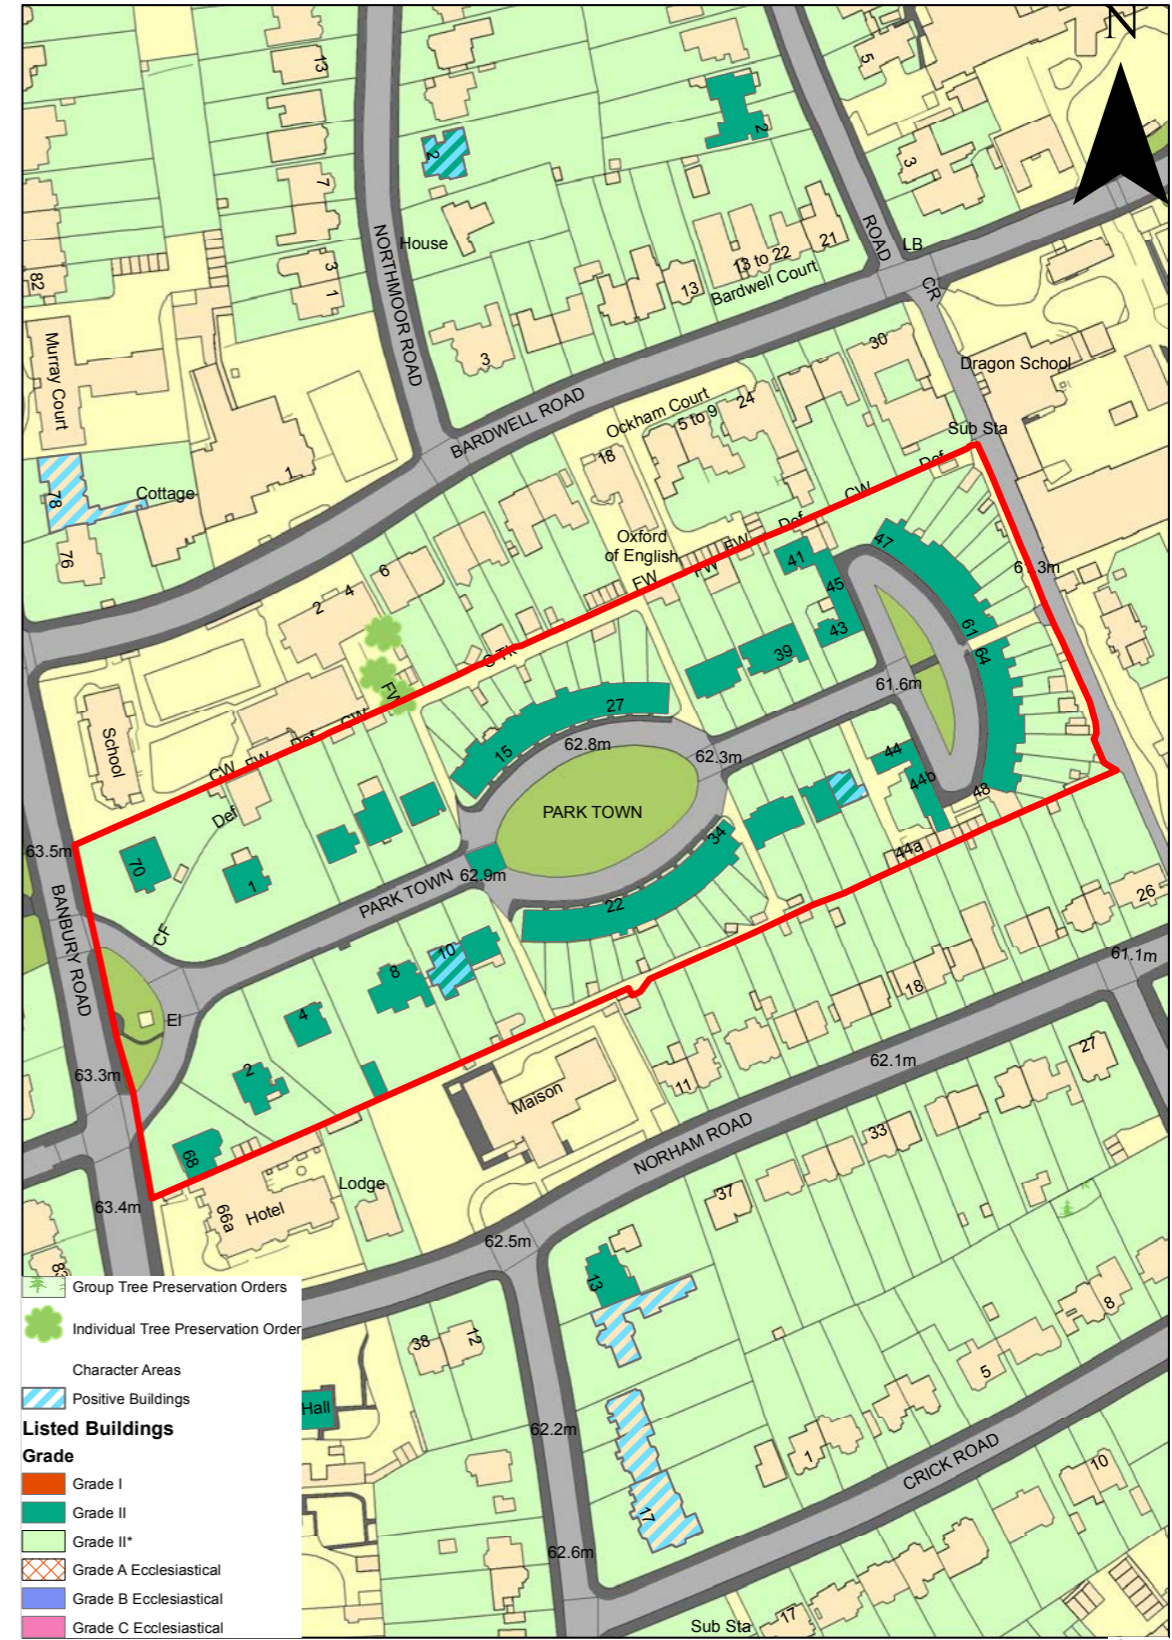 N
13
5
2
2
7
3
3
1
82
House
NORTHMOOR ROAD
ROAD
LB
CR
21
13 to 22
Bardwell Court
13
3
Murray Court
30
Dragon School
BARDWELL ROAD
Ockham Court
5 to 9
24
18
Sub Sta
Def
78
Cottage
1
76
CW
Def
Oxford
of English
FW
FW
FW
47
41
45
43
61.3m
6
4
2
61
64
39
61.6m
FW
27
15
62.8m
62.3m
School
CW
Def
FW
CW
Def
PARK TOWN
44
44b
48
44a
34
63.5m
70
1
62.9m
PARK TOWN
22
26
BANBURY ROAD
CF
10
8
El
4
61.1m
18
63.3m
2
62.1m
27
Maison
11
68
NORHAM ROAD
33
63.4m
66a
Hotel
Lodge
37
62.5m
13
83
38
12
8
5
Hall
62.2m
1
CRICK ROAD
10
17
62.6m
Sub Sta
17
Group Tree Preservation Orders
Individual Tree Preservation Order
Character Areas
Positive Buildings
Listed Buildings
Grade
Grade I
Grade II
Grade II*
Grade A Ecclesiastical
Grade B Ecclesiastical
Grade C Ecclesiastical